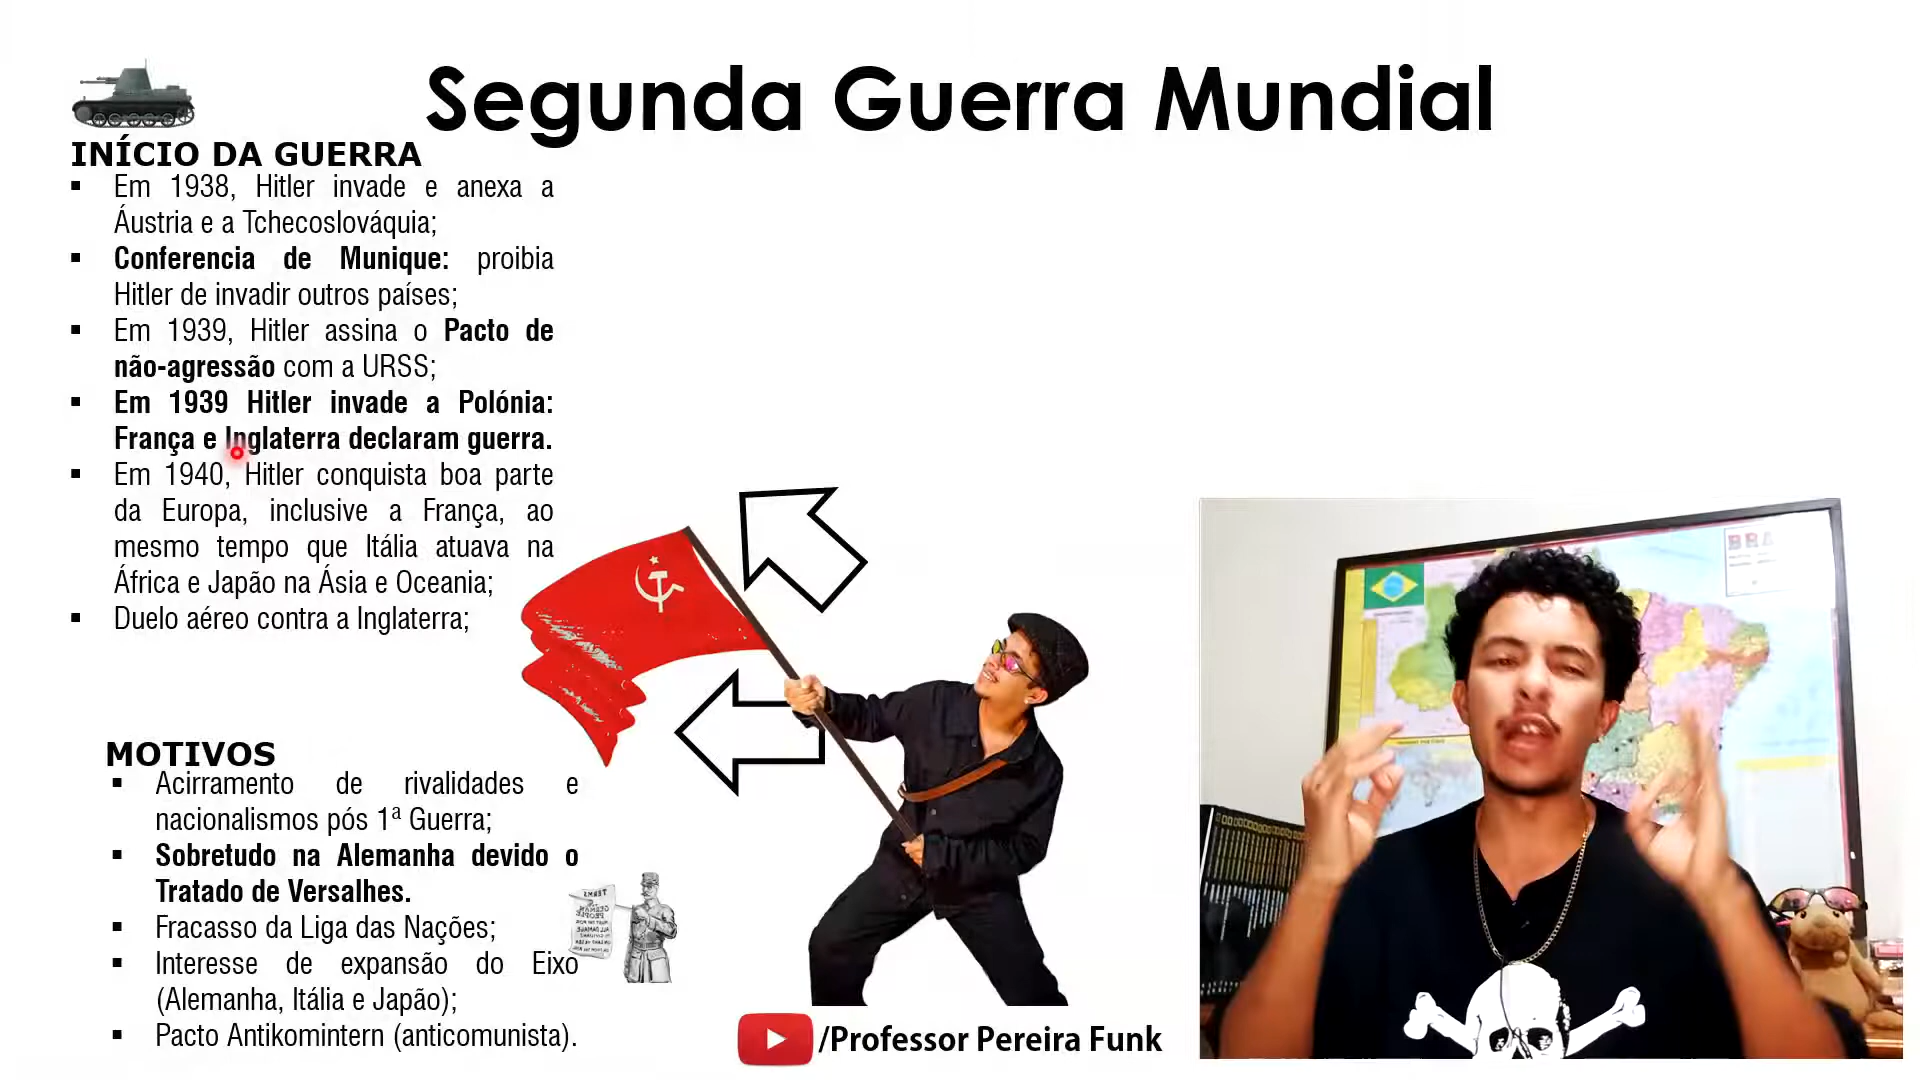 Segunda Guerra Mundial
INÍCIO DA GUERRA
▪ Em 1938, Hitler invade e anexa a
Áustria e a Tchecoslováquia;
▪ Conferencia de Munique: proibia
Hitler de invadir outros países;
▪ Em 1939, Hitler assina o Pacto de
não-agressão com a URSS;
▪ Em 1939 Hitler invade a Polónia:
França e Inglaterra declaram guerra.
▪ Em 1940, Hitler conquista boa parte
da Europa, inclusive a França, ao
mesmo tempo que Itália atuava na
África e Japão na Ásia e Oceania;
▪ Duelo aéreo contra a Inglaterra;
MOTIVOS
▪ Acirramento de rivalidades e
nacionalismos pós 1ª Guerra;
▪ Sobretudo na Alemanha devido o
Tratado de Versalhes.
▪ Fracasso da Liga das Nações;
▪ Interesse de expansão do Eixo
(Alemanha, Itália e Japão);
▪ Pacto Antikomintern (anticomunista).
/Professor Pereira Funk